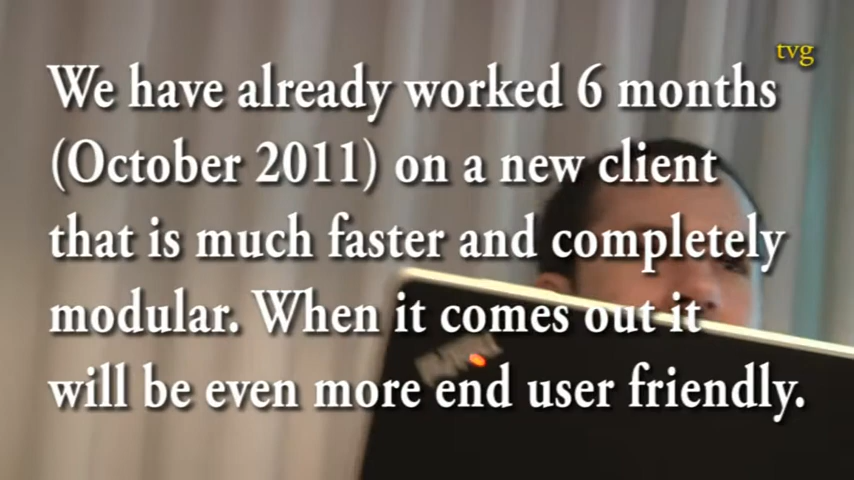 tvg
We have already worked 6 months
(October 2011) on a new client
that is much faster and completely
modular. When it comes out it
will be even more end user friendly.